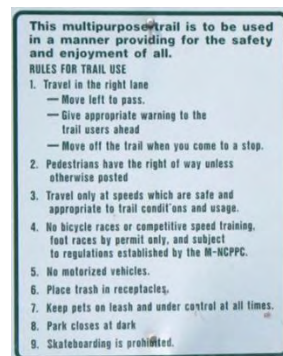 This multipurpose trail is to be used
in a manner providing for the safety
and enjoyment of all.
RULES FOR TRAIL USE
1. Travel in the right lane
— Move left to pass.
— Give appropriate warning to the
trail users ahead
— Move off the trail when you come to a stop.
2. Pedestrians have the right of way unless
otherwise posted
3. Travel only at speeds which are safe and
appropriate to trail condit'ons and usage.
4. No bicycle races or competitive speed training,
foot races by permit only, and subject
to regulations established by the M-NCPPC.
5. No motorized vehicles.
6. Place trash in receptacles.
7. Keep pets on leash and under control at all times.
8. Park closes at dark
9. Skateboarding is prohibited.